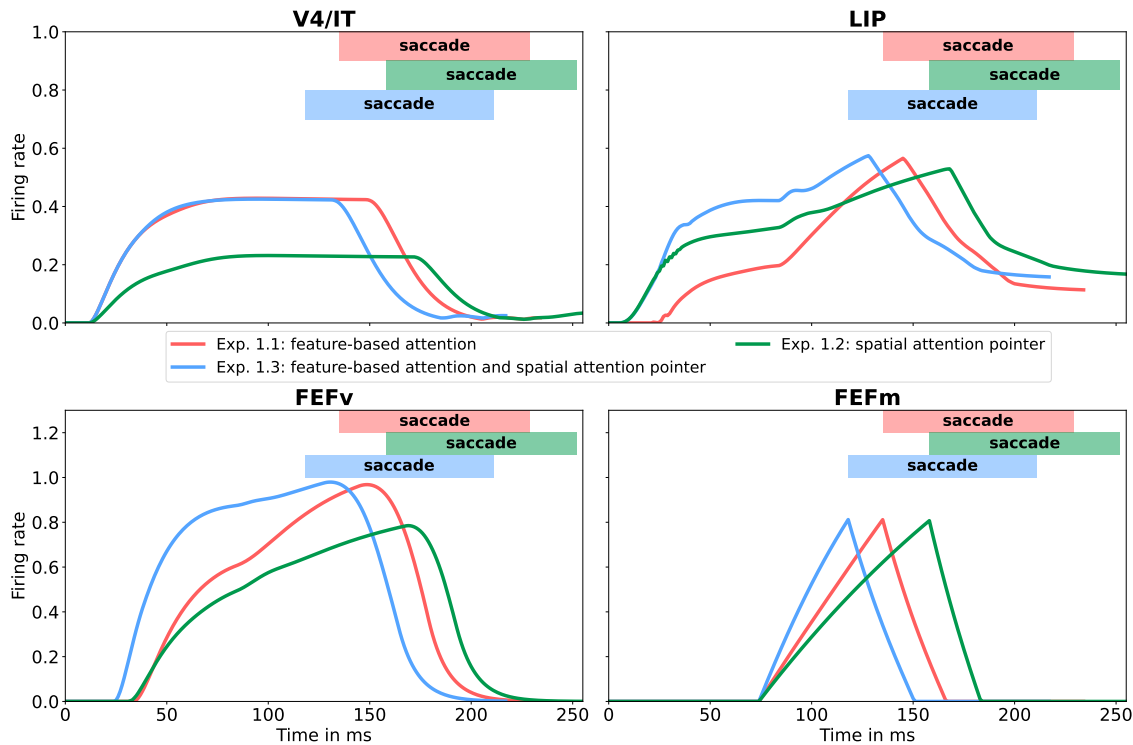 V4/IT
LIP
1.0
0.8
0.6
0.4
0.2
0.0
Firing rate
saccade
saccade
saccade
saccade
saccade
saccade
Exp. 1.1: feature-based attention
Exp. 1.2: spatial attention pointer
Exp. 1.3: feature-based attention and spatial attention pointer
FEFv
FEFm
1.2
1.0
0.8
0.6
0.4
0.2
0.0
Firing rate
saccade
saccade
saccade
saccade
saccade
saccade
0 50 100 150 200 250
0 50 100 150 200 250
Time in ms
Time in ms